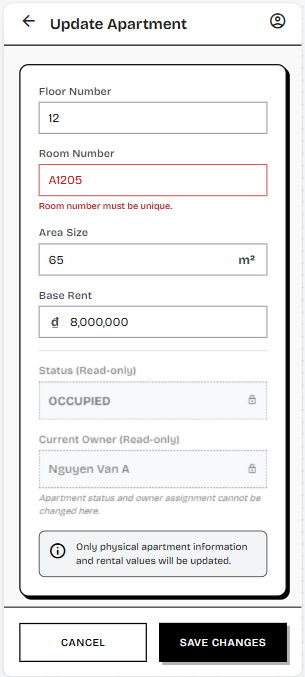 Update Apartment
Floor Number
12
Room Number
A1205
Room number must be unique.
Area Size
65 m²
Base Rent
₫ 8,000,000
Status (Read-only)
OCCUPIED
Current Owner (Read-only)
Nguyen Van A
Apartment status and owner assignment cannot be
changed here.
Only physical apartment information
and rental values will be updated.
CANCEL SAVE CHANGES